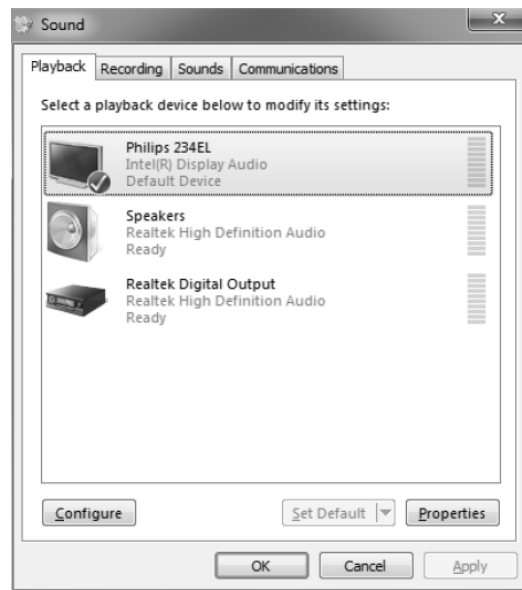 Sound
Playback Recording Sounds Communications
Select a playback device below to modify its settings:
Philips 234EL
Intel(R) Display Audio
Default Device
Speakers
Realtek High Definition Audio
Ready
Realtek Digital Output
Realtek High Definition Audio
Ready
Configure Set Default Properties
OK Cancel Apply